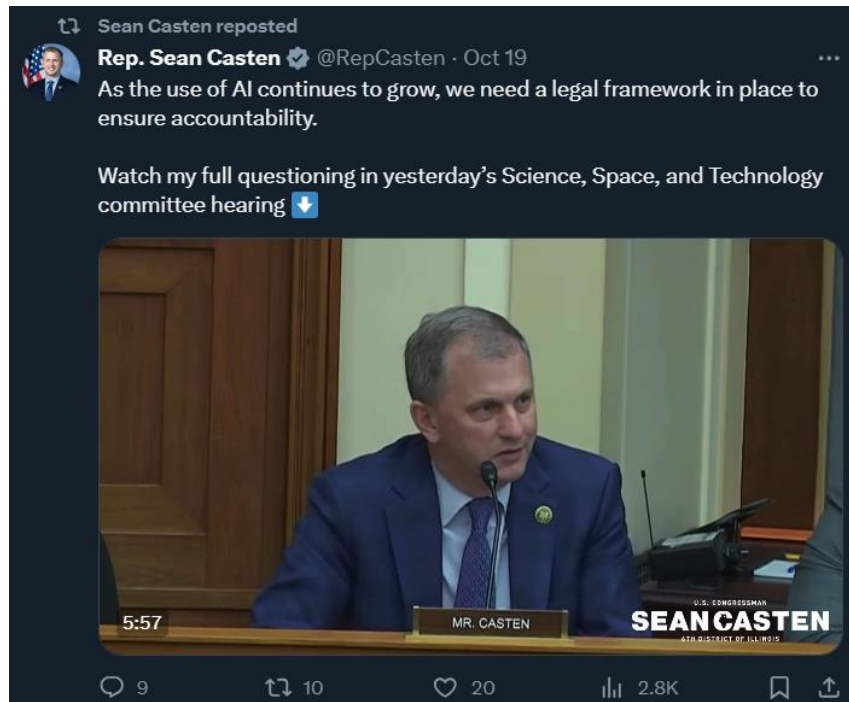 Sean Casten reposted
Rep. Sean Casten @RepCasten · Oct 19
As the use of AI continues to grow, we need a legal framework in place to
ensure accountability.
Watch my full questioning in yesterday's Science, Space, and Technology
committee hearing
5:57
MR. CASTEN
U.S. CONGRESSMAN
SEAN CASTEN
6TH DISTRICT OF ILLINOIS
9 10 20 2.8K